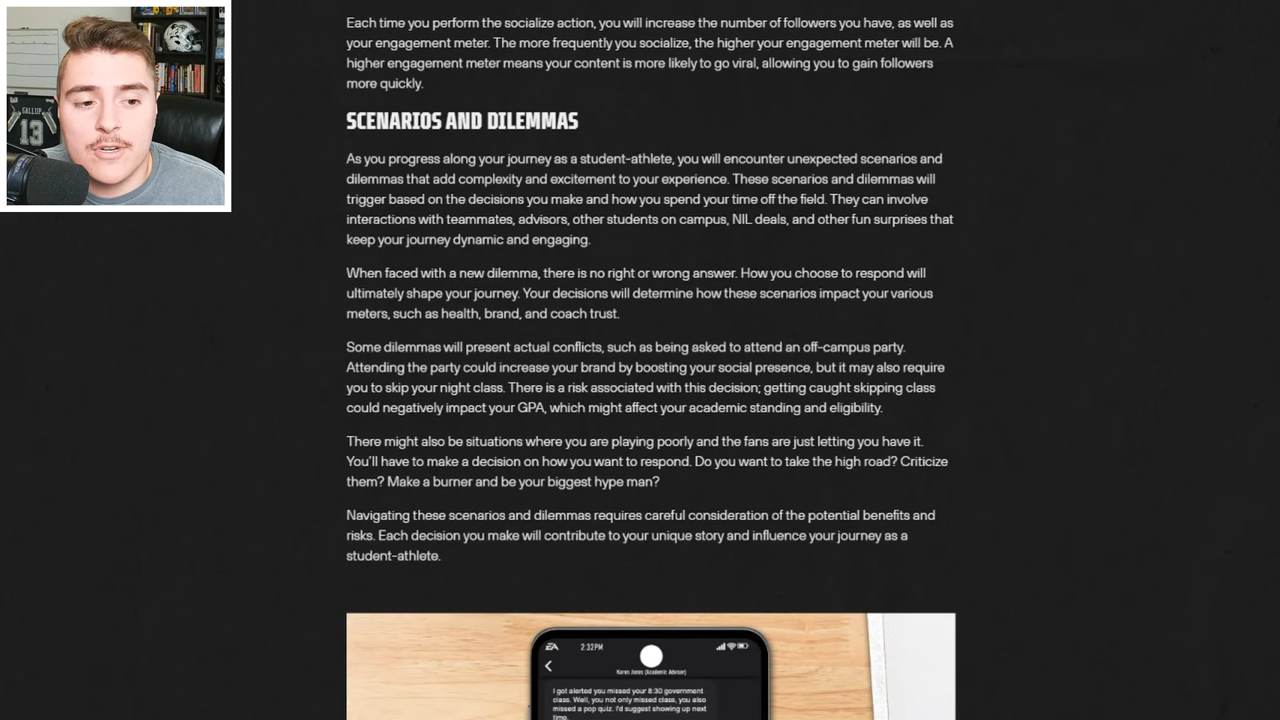 Each time you perform the socialize action, you will increase the number of followers you have, as well as
your engagement meter. The more frequently you socialize, the higher your engagement meter will be. A
higher engagement meter means your content is more likely to go viral, allowing you to gain followers
more quickly.
GALLUP
13
SCENARIOS AND DILEMMAS
As you progress along your journey as a student-athlete, you will encounter unexpected scenarios and
dilemmas that add complexity and excitement to your experience. These scenarios and dilemmas will
trigger based on the decisions you make and how you spend your time off the field. They can involve
interactions with teammates, advisors, other students on campus, NIL deals, and other fun surprises that
keep your journey dynamic and engaging.
When faced with a new dilemma, there is no right or wrong answer. How you choose to respond will
ultimately shape your journey. Your decisions will determine how these scenarios impact your various
meters, such as health, brand, and coach trust.
Some dilemmas will present actual conflicts, such as being asked to attend an off-campus party.
Attending the party could increase your brand by boosting your social presence, but it may also require
you to skip your night class. There is a risk associated with this decision; getting caught skipping class
could negatively impact your GPA, which might affect your academic standing and eligibility.
There might also be situations where you are playing poorly and the fans are just letting you have it.
You'll have to make a decision on how you want to respond. Do you want to take the high road? Criticize
them? Make a burner and be your biggest hype man?
Navigating these scenarios and dilemmas requires careful consideration of the potential benefits and
risks. Each decision you make will contribute to your unique story and influence your journey as a
student-athlete.
EA 2:32PM
Karen Jones (Academic Adviser)
I got alerted you missed your 8:30 government
class. Well, you not only missed class, you also
missed a pop quiz. I'd suggest showing up next
time.